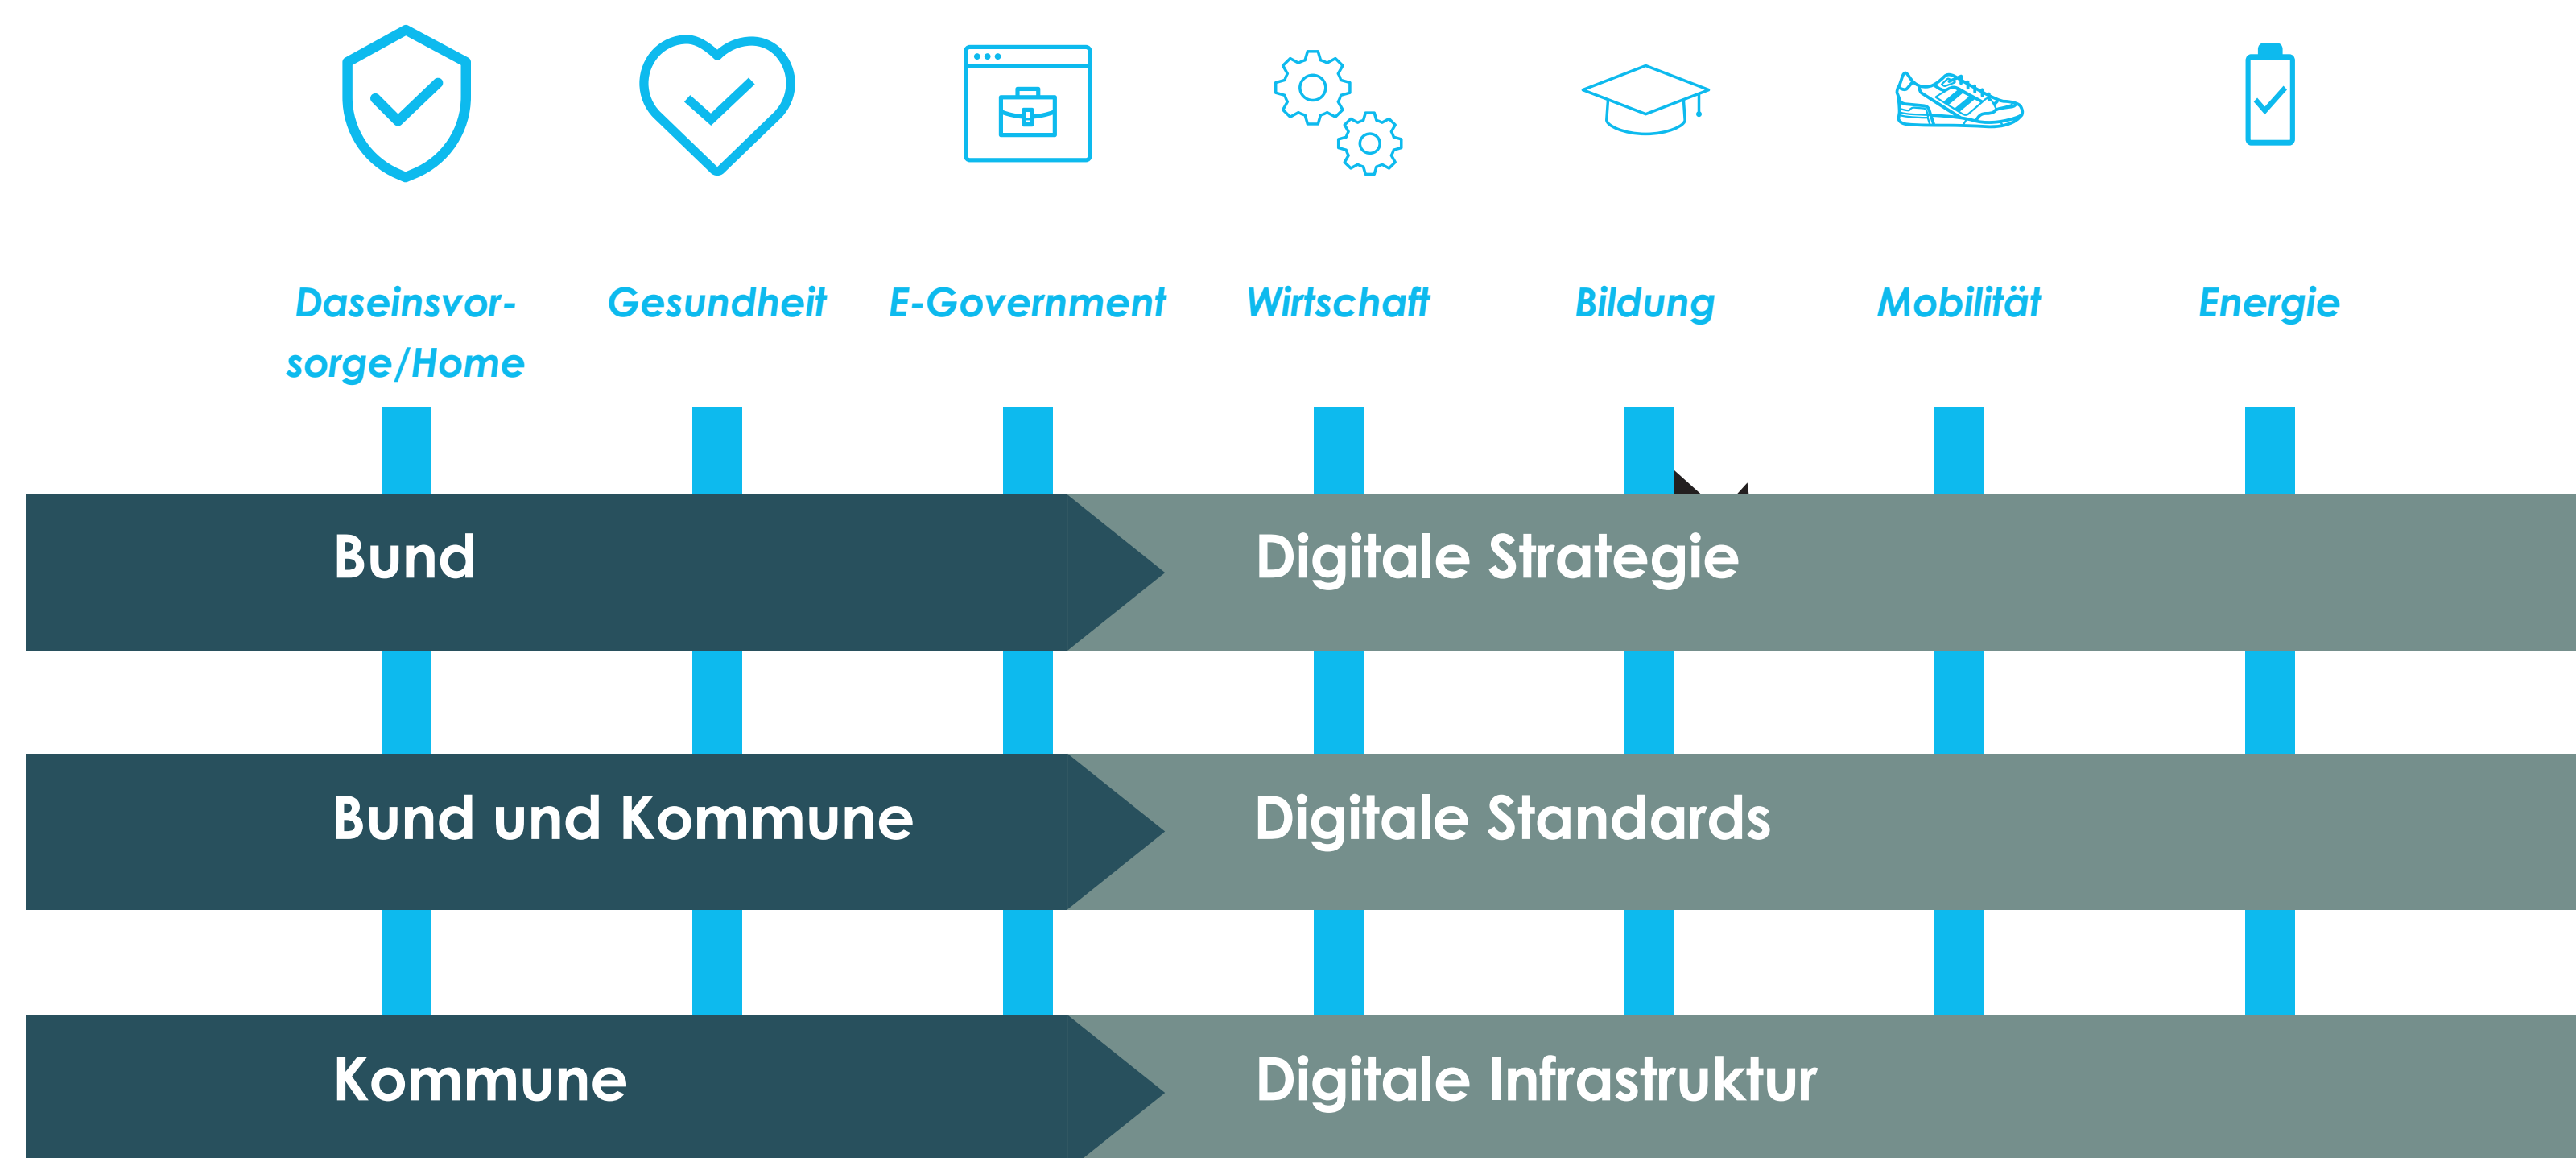 Daseinsvor-
sorge/Home
Gesundheit
E-Government
Wirtschaft
Bildung
Mobilität
Energie
Bund
Digitale Strategie
Bund und Kommune
Digitale Standards
Kommune
Digitale Infrastruktur